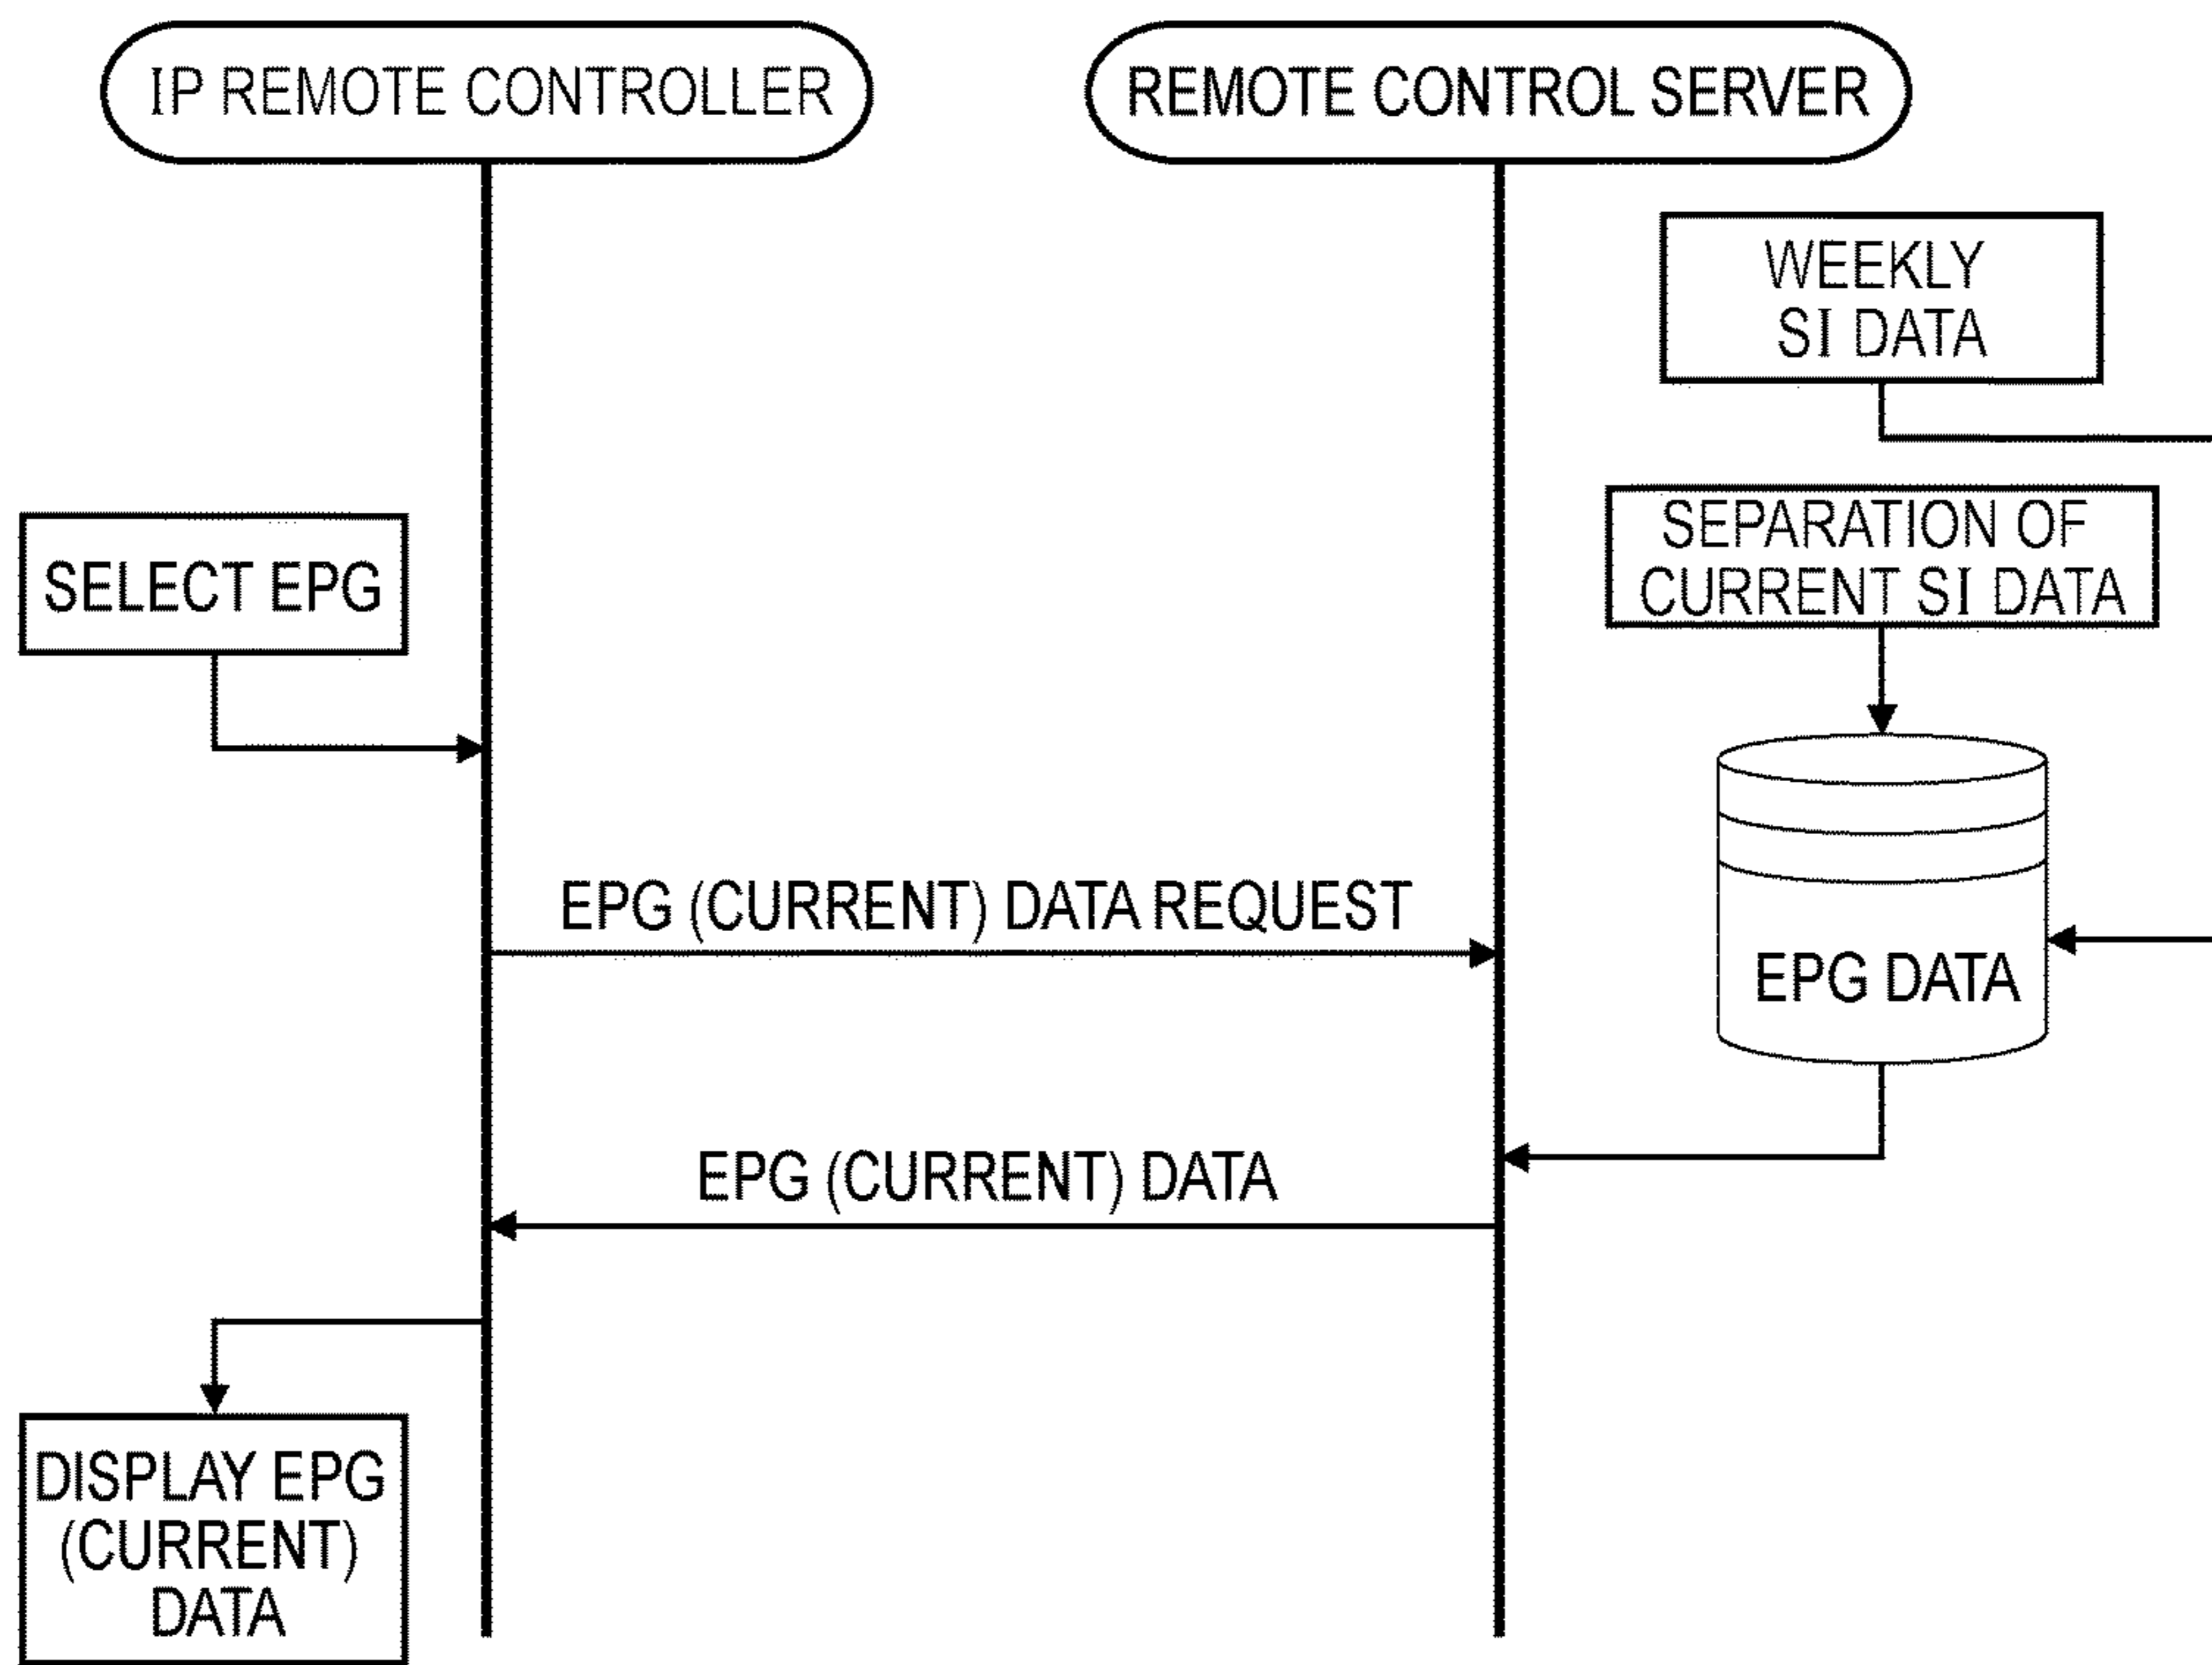 IP REMOTE CONTROLLER
REMOTE CONTROL SERVER
WEEKLY
SI DATA
SEPARATION OF
CURRENT SI DATA
SELECT EPG
EPG (CURRENT) DATA REQUEST
EPG DATA
EPG (CURRENT) DATA
DISPLAY EPG
(CURRENT)
DATA